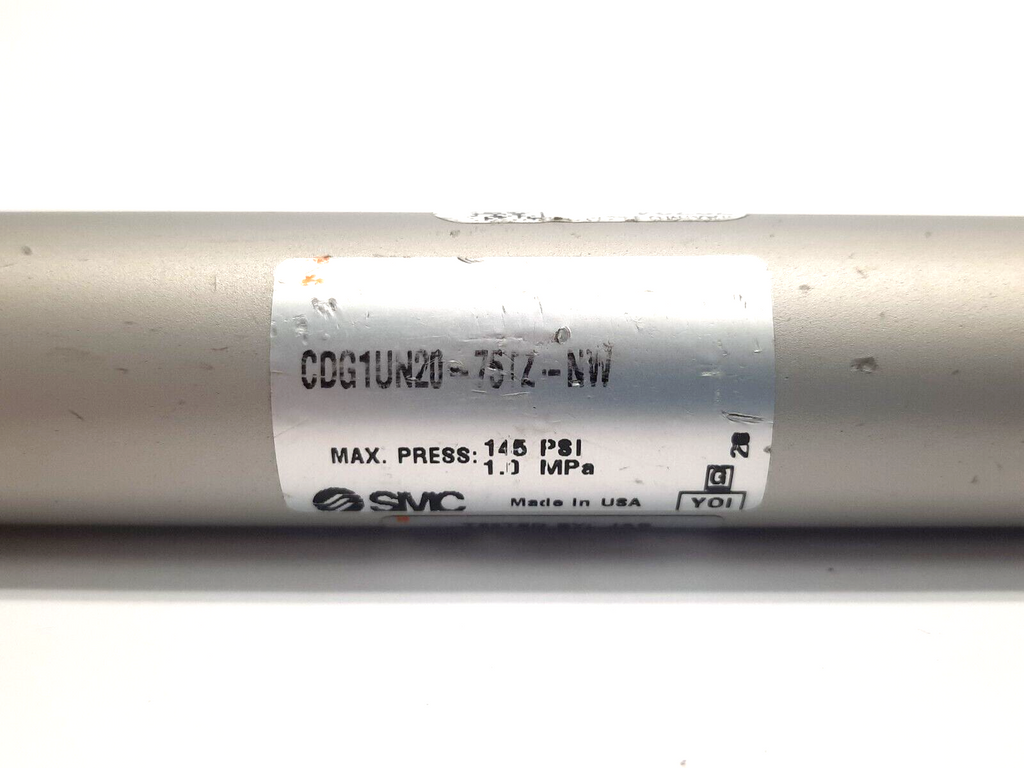 CDG1UN20-75TZ-NW
MAX. PRESS: 145 PSI
1.0 MPa
SMC Made in USA
G
YOI